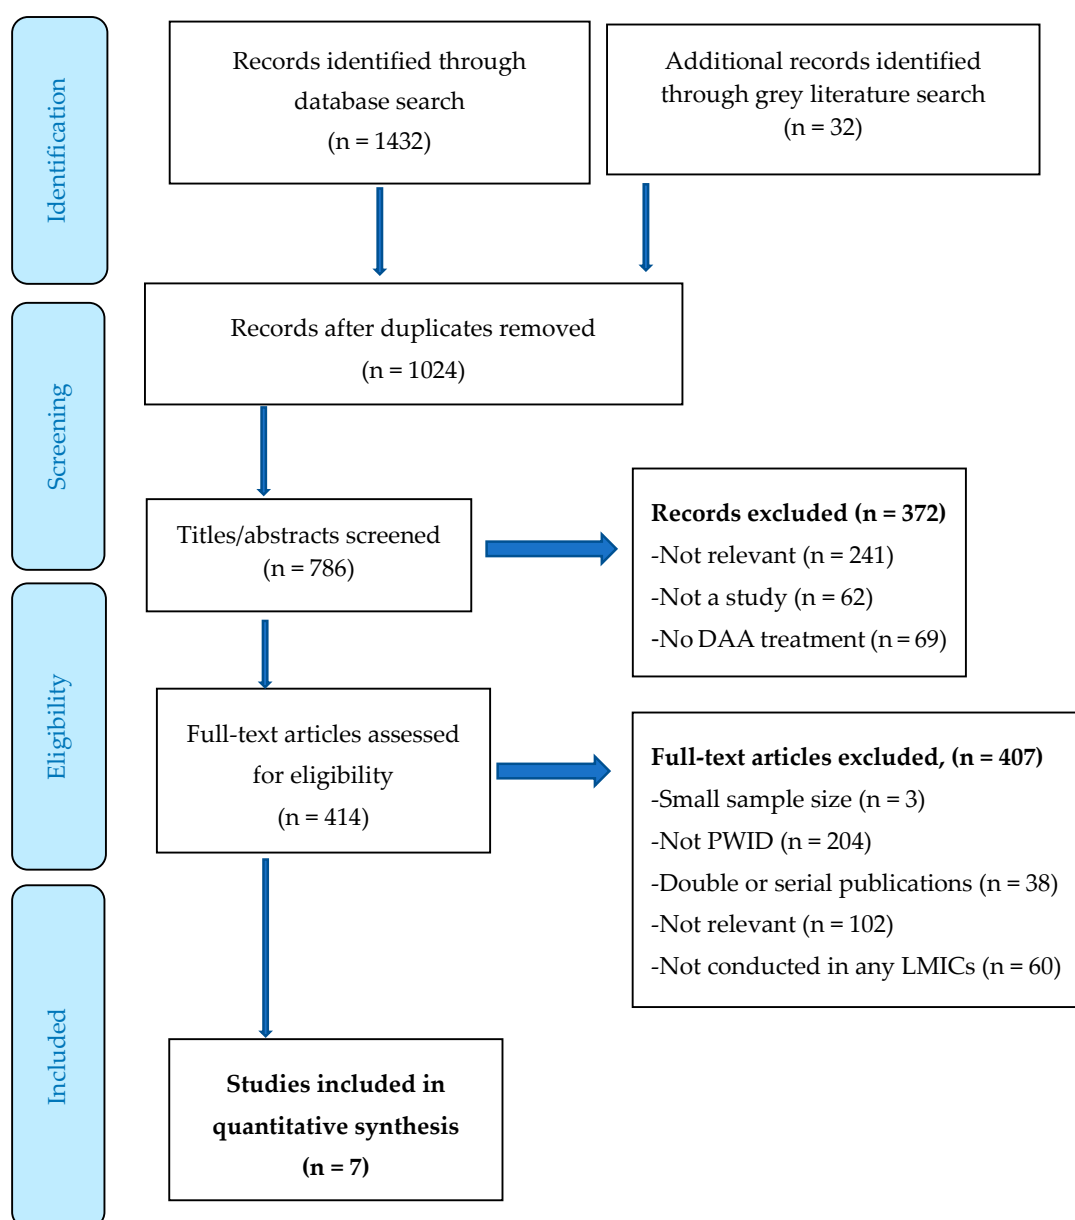 Identification
Records identified through
database search
(n = 1432)
Additional records identified
through grey literature search
(n = 32)
Records after duplicates removed
(n = 1024)
Screening
Titles/abstracts screened
(n = 786)
Records excluded (n = 372)
-Not relevant (n = 241)
-Not a study (n = 62)
-No DAA treatment (n = 69)
Eligibility
Full-text articles assessed
for eligibility
(n = 414)
Full-text articles excluded, (n = 407)
-Small sample size (n = 3)
-Not PWID (n = 204)
-Double or serial publications (n = 38)
-Not relevant (n = 102)
-Not conducted in any LMICs (n = 60)
Included
Studies included in
quantitative synthesis
(n = 7)